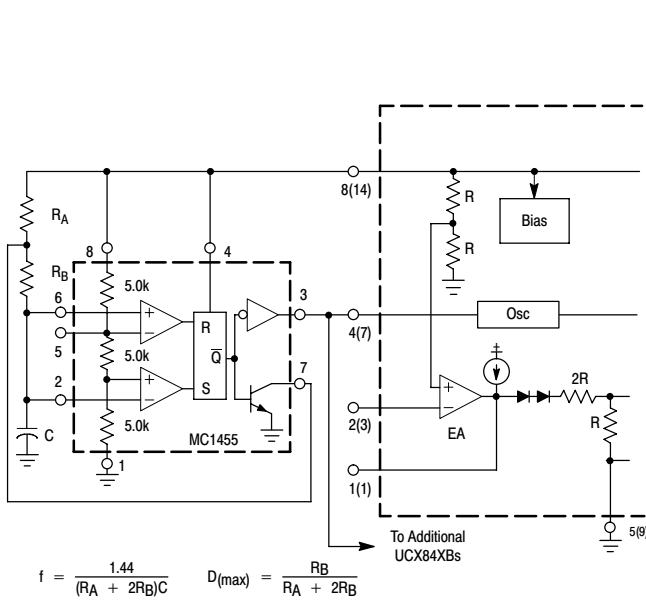 8(14)
R
Bias
R
RA
RB
8
4
5.0k
6
3
5
5.0k
R
Q
2
S
7
5.0k
C
MC1455
1
4(7)
Osc
2R
+
–
EA
R
2(3)
1(1)
+
–
+
–
To Additional
UCX84XBs
5(9)
f = 1.44 / (RA + 2RB)C
D(max) = RB / RA + 2RB